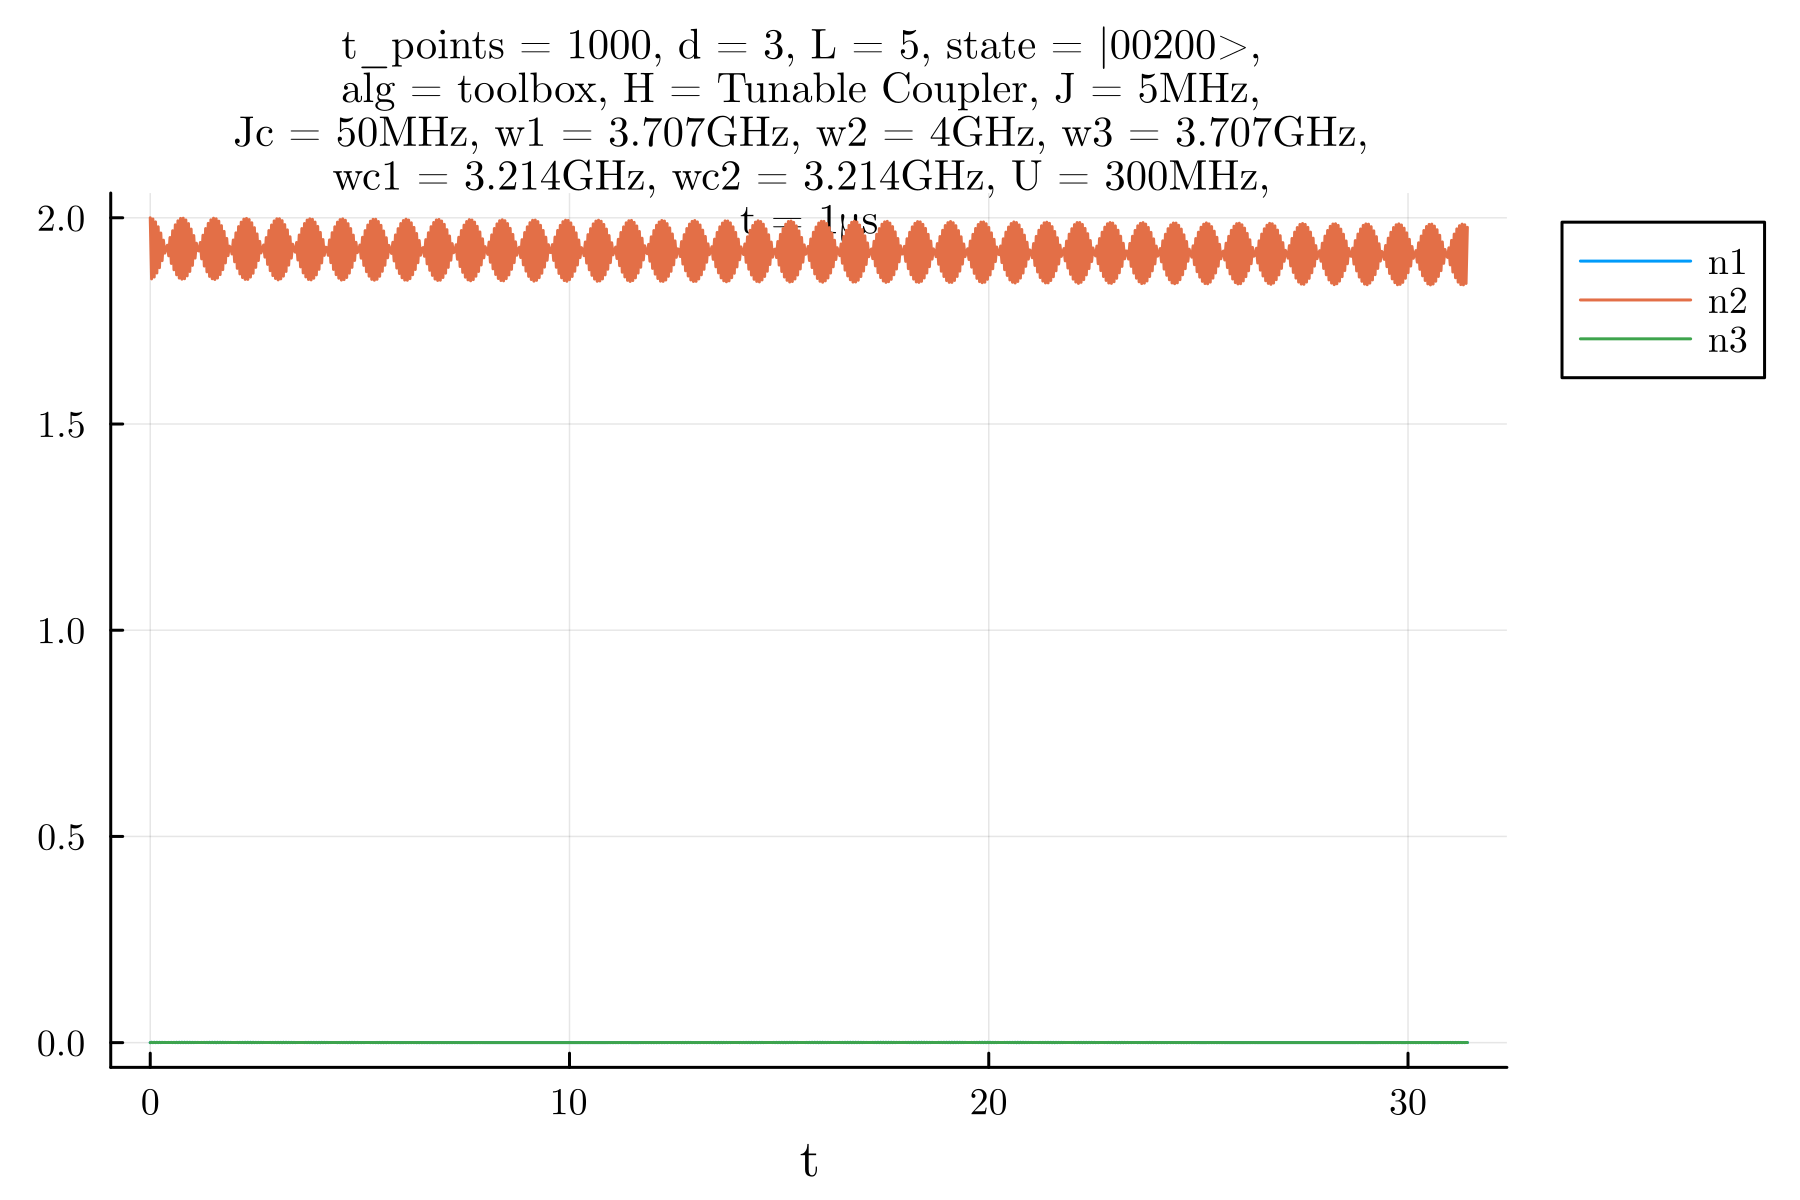 t_points = 1000, d = 3, L = 5, state = |00200>,
alg = toolbox, H = Tunable Coupler, J = 5MHz,
Jc = 50MHz, w1 = 3.707GHz, w2 = 4GHz, w3 = 3.707GHz,
wc1 = 3.214GHz, wc2 = 3.214GHz, U = 300MHz,
t = 1μs
2.0
1.5
1.0
0.5
0.0
0 10 20 30
t
n1
n2
n3